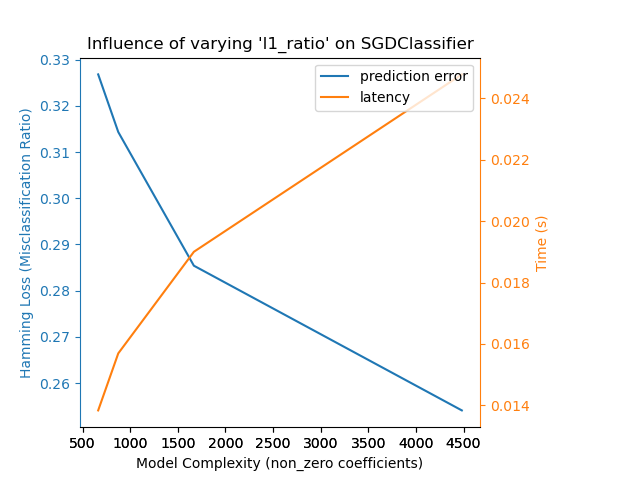 Influence of varying 'l1_ratio' on SGDClassifier
prediction error
latency
0.33
0.32
0.31
0.30
0.29
0.28
0.27
0.26
Hamming Loss (Misclassification Ratio)
0.024
0.022
0.020
0.018
0.016
0.014
Time (s)
500 1000 1500 2000 2500 3000 3500 4000 4500
Model Complexity (non_zero coefficients)